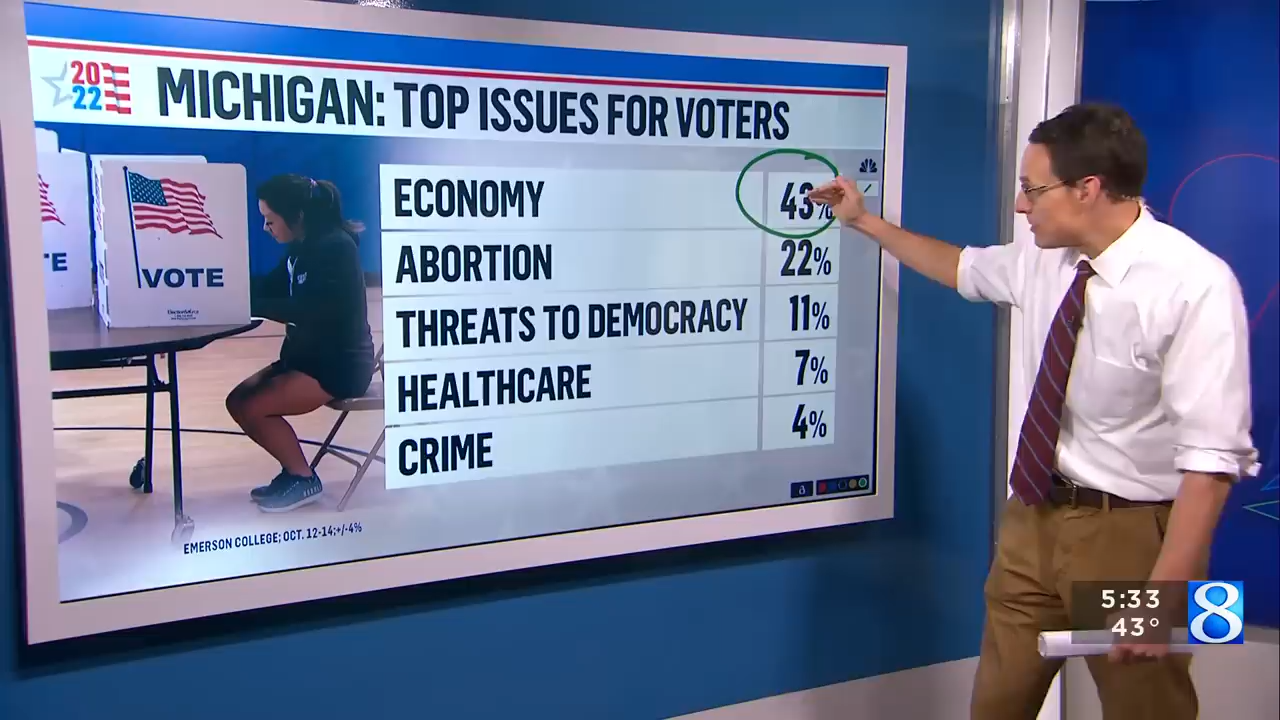 2022
MICHIGAN: TOP ISSUES FOR VOTERS
ECONOMY 43%
ABORTION 22%
THREATS TO DEMOCRACY 11%
HEALTHCARE 7%
CRIME 4%
TE
VOTE
EMERSON COLLEGE; OCT. 12-14;+/-4%
a
5:33
43°
8